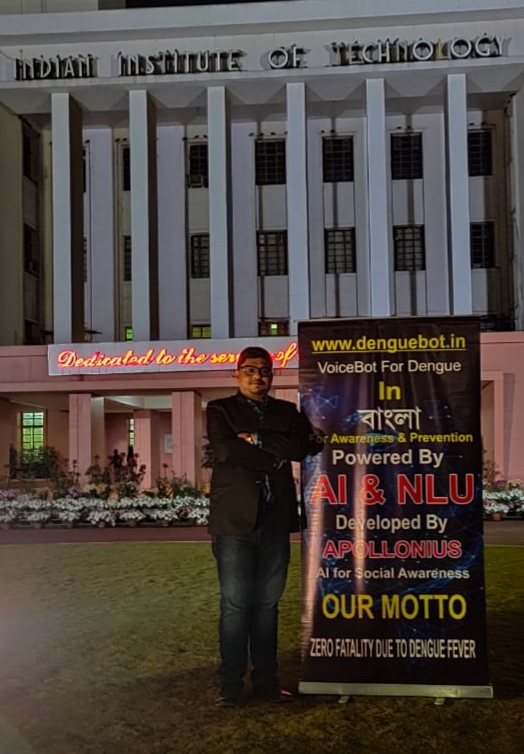 INDIAN INSTITUTE OF TECHNOLOGY
Dedicated to the service of
www.denguebot.in
VoiceBot For Dengue
In
বাংলা
For Awareness & Prevention
Powered By
AI & NLU
Developed By
APOLLONIUS
AI for Social Awareness
OUR MOTTO
ZERO FATALITY DUE TO DENGUE FEVER